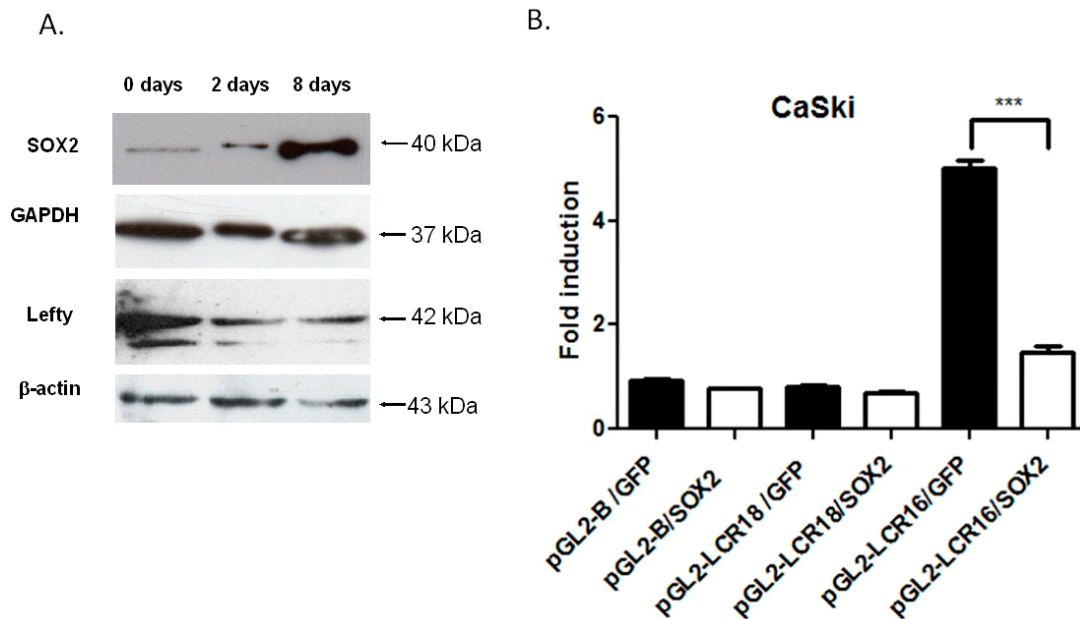 A.
0 days 2 days 8 days
SOX2
40 kDa
GAPDH
37 kDa
Lefty
42 kDa
β-actin
43 kDa
B.
CaSki
***
Fold induction
6
4
2
0
pGL2-B /GFP
pGL2-B/SOX2
pGL2-LCR18 /GFP
pGL2-LCR18/SOX2
pGL2-LCR16/GFP
pGL2-LCR16/SOX2